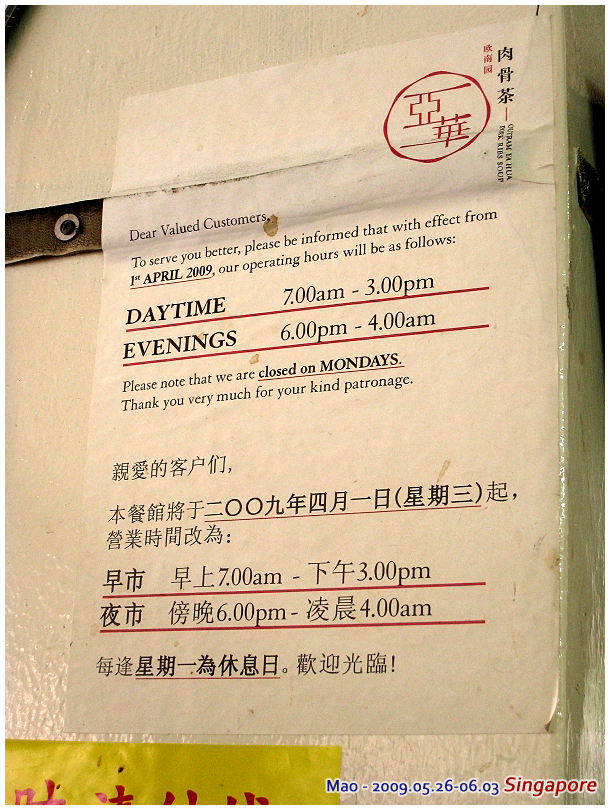 欧南园
肉骨茶
OUTRAM YA HUA
PORK RIBS SOUP
亞華
Dear Valued Customers,
To serve you better, please be informed that with effect from
1st APRIL 2009, our operating hours will be as follows:
DAYTIME 7.00am - 3.00pm
EVENINGS 6.00pm - 4.00am
Please note that we are closed on MONDAYS.
Thank you very much for your kind patronage.
親愛的客户们,
本餐館將于二〇〇九年四月一日(星期三)起，
營業時間改為:
早市 早上7.00am - 下午3.00pm
夜市 傍晚6.00pm - 凌晨4.00am
每逢星期一為休息日。歡迎光臨!
Mao - 2009.05.26-06.03 Singapore